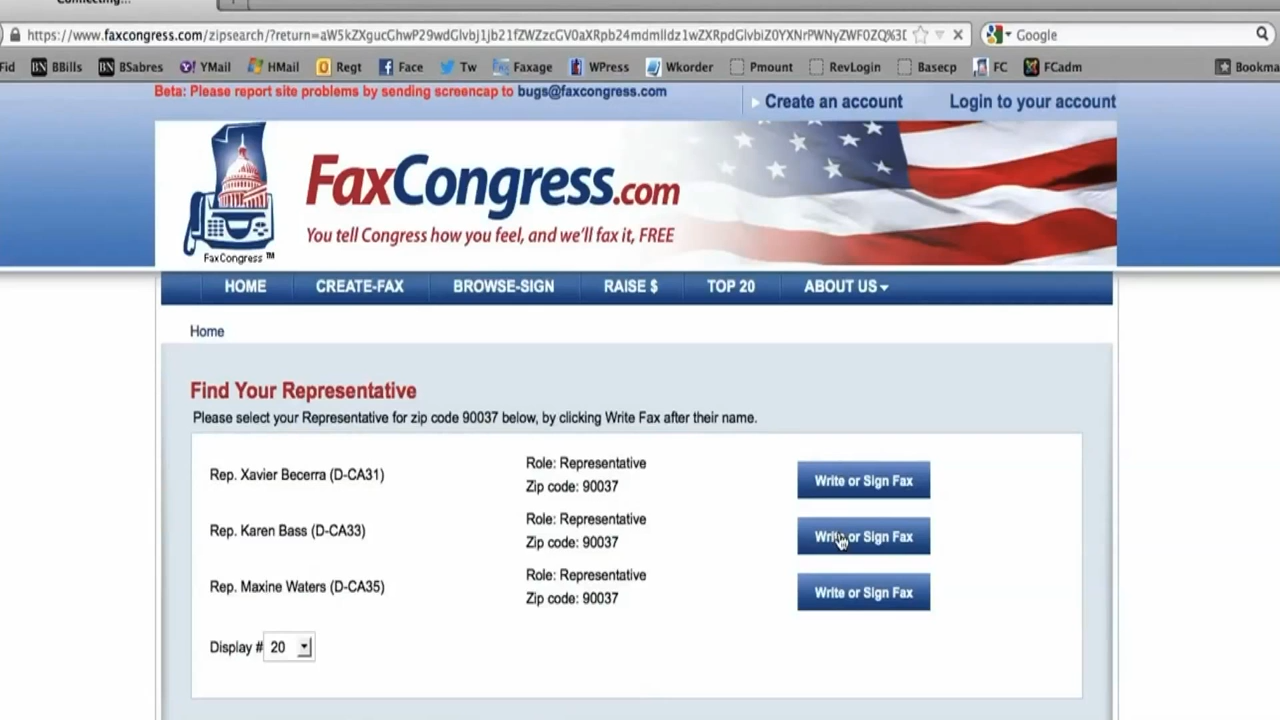 Connecting...
https://www.faxcongress.com/zipsearch/?return=
Google
Fid BBills BSabres YMail HMail Regt Face Tw Faxage WPress Wkorder Pmount RevLogin Basecp FC FCadm Bookma
Beta: Please report site problems by sending screencap to bugs@faxcongress.com
Create an account Login to your account
FaxCongress.com
You tell Congress how you feel, and we'll fax it, FREE
FaxCongress ™
HOME CREATE-FAX BROWSE-SIGN RAISE $ TOP 20 ABOUT US
Home
Find Your Representative
Please select your Representative for zip code 90037 below, by clicking Write Fax after their name.
Rep. Xavier Becerra (D-CA31) Role: Representative Write or Sign Fax
Zip code: 90037
Rep. Karen Bass (D-CA33) Role: Representative Write or Sign Fax
Zip code: 90037
Rep. Maxine Waters (D-CA35) Role: Representative Write or Sign Fax
Zip code: 90037
Display # 20